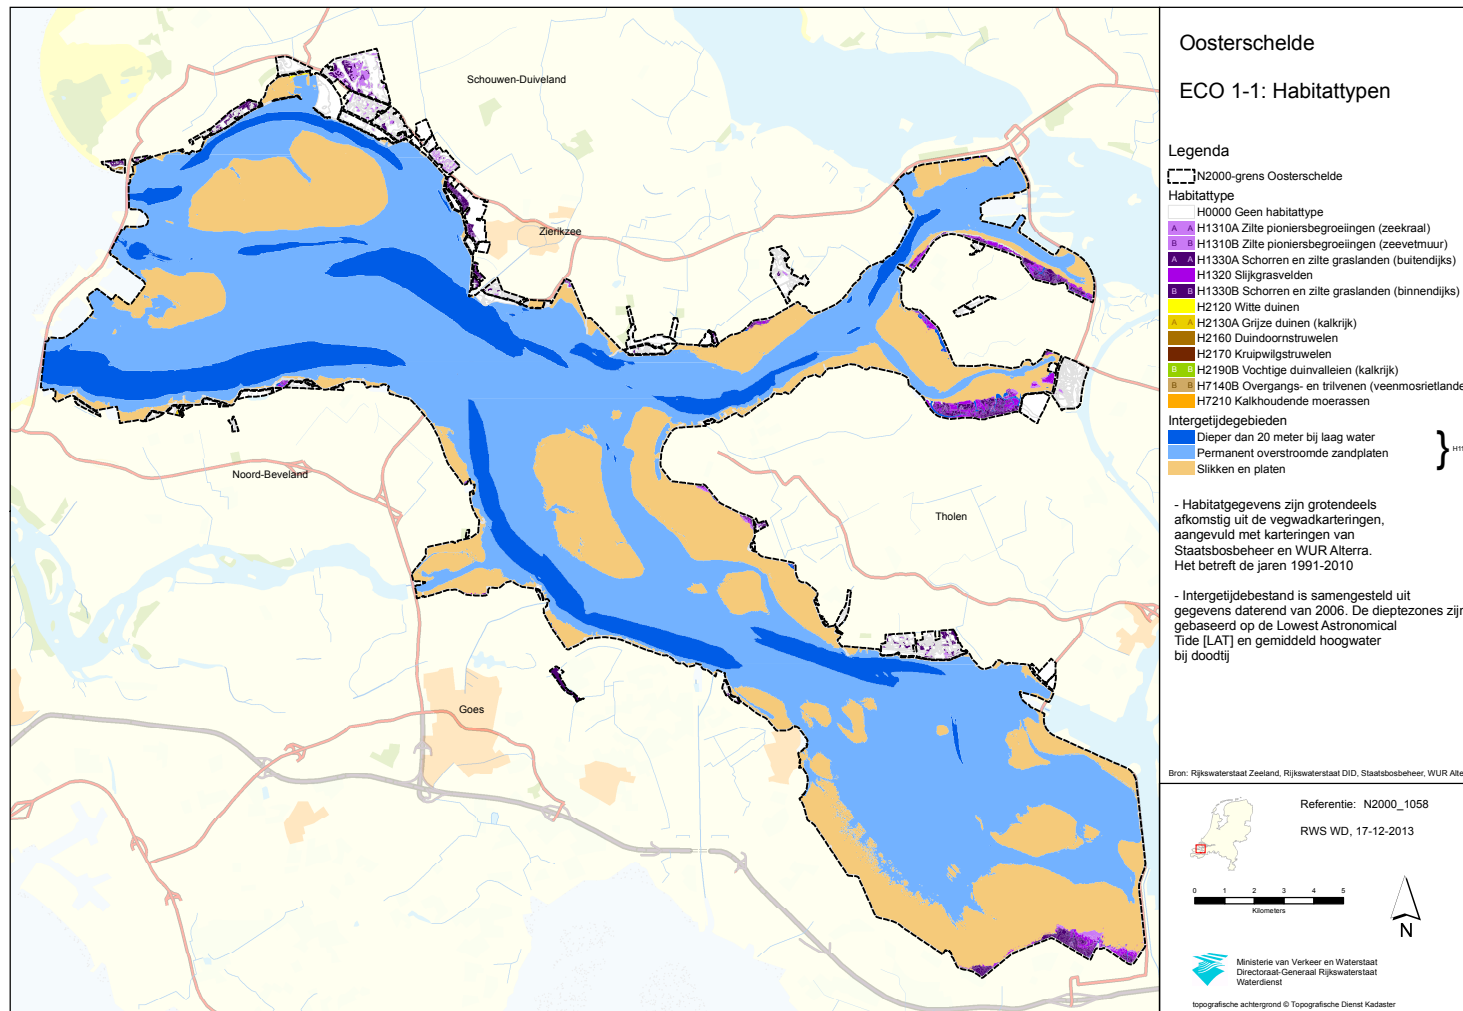 Oosterschelde
ECO 1-1: Habitattypen
Legenda
N2000-grens Oosterschelde
Habitattype
H0000 Geen habitattype
A A H1310A Zilte pioniersbegroeiingen (zeekraal)
B B H1310B Zilte pioniersbegroeiingen (zeevetmuur)
A A H1330A Schorren en zilte graslanden (buitendijks)
H1320 Slijkgrasvelden
B B H1330B Schorren en zilte graslanden (binnendijks)
H2120 Witte duinen
A A H2130A Grijze duinen (kalkrijk)
H2160 Duindoornstruwelen
H2170 Kruipwilgstruwelen
B B H2190B Vochtige duinvalleien (kalkrijk)
B B H7140B Overgangs- en trilvenen (veenmosrietlande
H7210 Kalkhoudende moerassen
Intergetijdegebieden
Dieper dan 20 meter bij laag water
Permanent overstroomde zandplaten
Slikken en platen
} H11
- Habitatgegevens zijn grotendeels
afkomstig uit de vegwadkarteringen,
aangevuld met karteringen van
Staatsbosbeheer en WUR Alterra.
Het betreft de jaren 1991-2010
- Intergetijdebestand is samengesteld uit
gegevens daterend van 2006. De dieptezones zijn
gebaseerd op de Lowest Astronomical
Tide [LAT] en gemiddeld hoogwater
bij doodtij
Bron: Rijkswaterstaat Zeeland, Rijkswaterstaat DID, Staatsbosbeheer, WUR Alte
Referentie: N2000_1058
RWS WD, 17-12-2013
0 1 2 3 4 5
Kilometers
N
Ministerie van Verkeer en Waterstaat
Directoraat-Generaal Rijkswaterstaat
Waterdienst
topografische achtergrond © Topografische Dienst Kadaster
Schouwen-Duiveland
Zierikzee
Noord-Beveland
Tholen
Goes